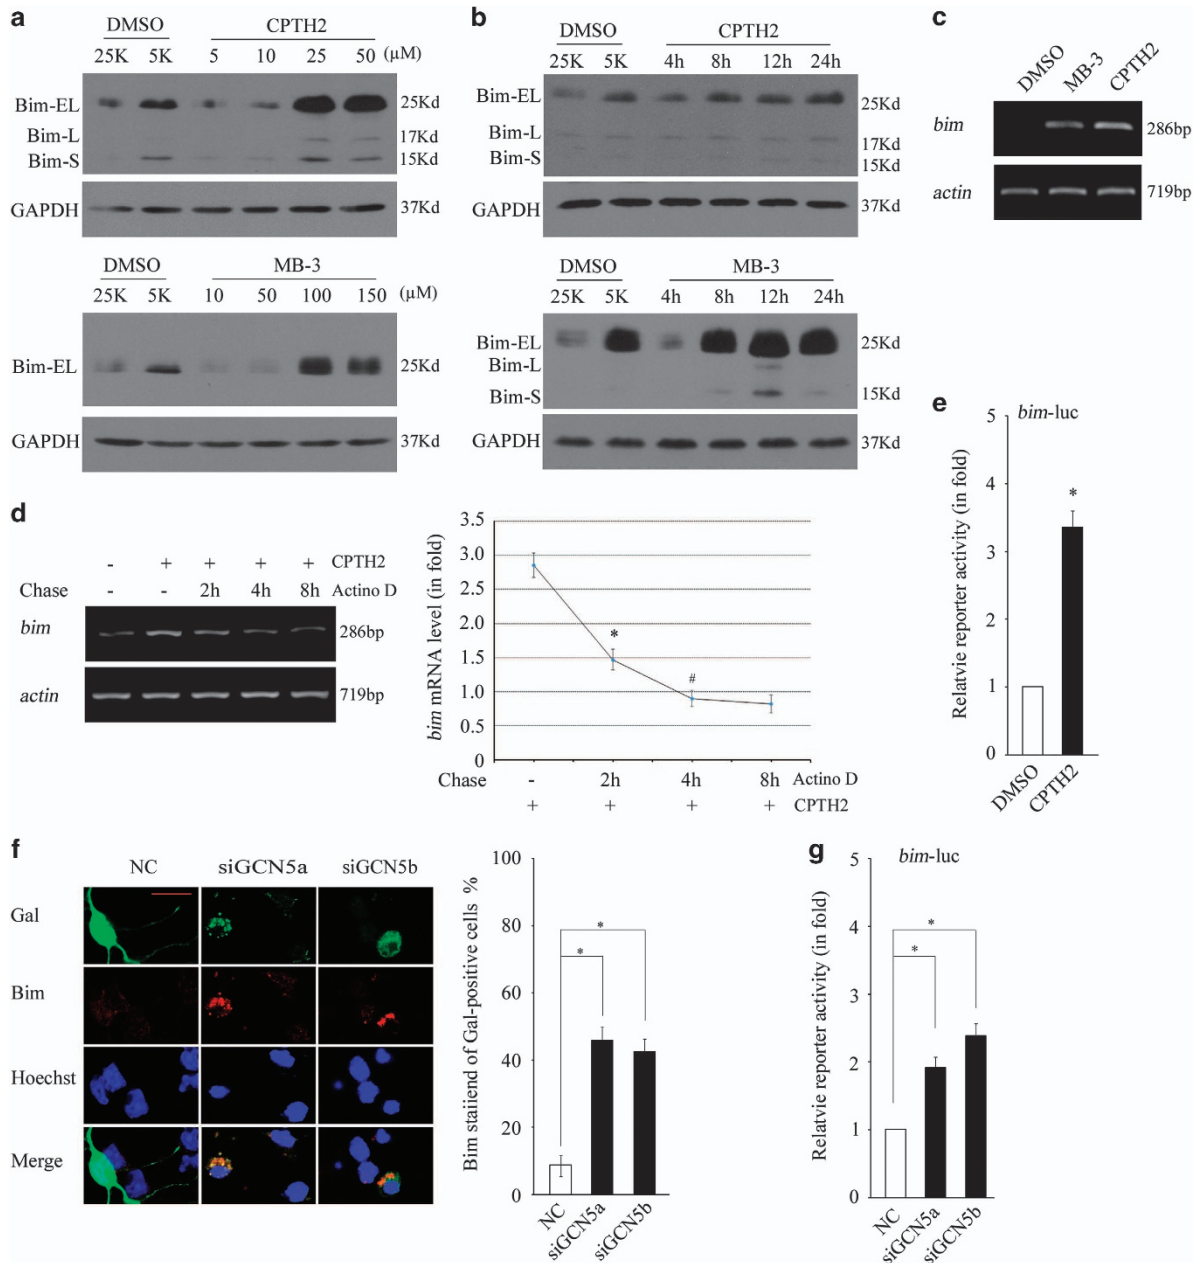 a
DMSO CPTH2
25K 5K 5 10 25 50 (µM)
Bim-EL 25Kd
Bim-L 17Kd
Bim-S 15Kd
GAPDH 37Kd
DMSO MB-3
25K 5K 10 50 100 150 (µM)
Bim-EL 25Kd
GAPDH 37Kd
b
DMSO CPTH2
25K 5K 4h 8h 12h 24h
Bim-EL 25Kd
Bim-L 17Kd
Bim-S 15Kd
GAPDH 37Kd
DMSO MB-3
25K 5K 4h 8h 12h 24h
Bim-EL 25Kd
Bim-L
Bim-S 15Kd
GAPDH 37Kd
c
DMSO MB-3 CPTH2
bim 286bp
actin 719bp
d
- + + + + CPTH2
Chase - - 2h 4h 8h Actino D
bim 286bp
actin 719bp
bim mRNA level (in fold)
3.5
3.0
2.5
2.0
1.5
1.0
0.5
0
*
#
Chase - 2h 4h 8h Actino D
+ + + + CPTH2
e
bim-luc
Relatvie reporter activity (in fold)
5
4
3
2
1
0
*
DMSO CPTH2
f
NC siGCN5a siGCN5b
Gal
Bim
Hoechst
Merge
Bim staiiend of Gal-positive cells %
100
80
60
40
20
0
*
*
NC siGCN5a siGCN5b
g
bim-luc
Relatvie reporter activity (in fold)
5
4
3
2
1
0
*
*
NC siGCN5a siGCN5b